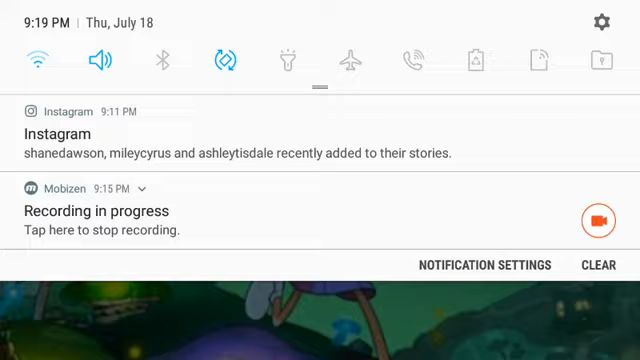 9:19 PM | Thu, July 18
Instagram 9:11 PM
Instagram
shanedawson, mileycyrus and ashleytisdale recently added to their stories.
m Mobizen 9:15 PM
Recording in progress
Tap here to stop recording.
NOTIFICATION SETTINGS CLEAR